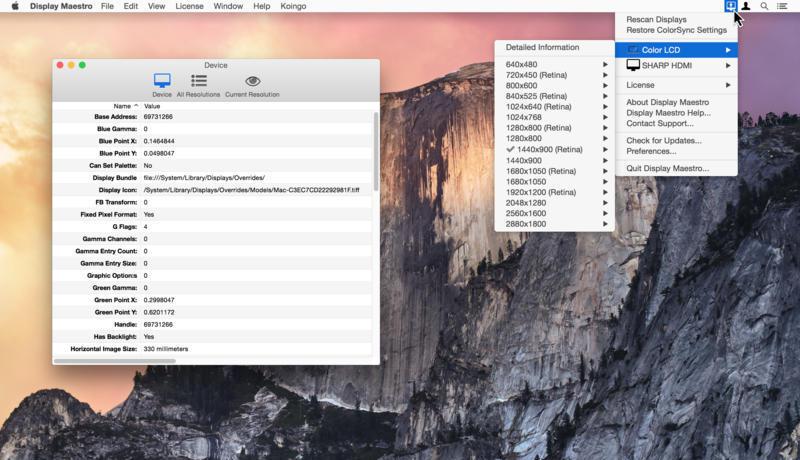 Display Maestro File Edit View License Window Help Koingo
Rescan Displays
Restore ColorSync Settings
Color LCD
SHARP HDMI
License
About Display Maestro
Display Maestro Help...
Contact Support...
Check for Updates...
Preferences...
Quit Display Maestro...
Detailed Information
640x480
720x450 (Retina)
800x600
840x525 (Retina)
1024x640 (Retina)
1024x768
1280x800 (Retina)
1280x800
1440x900 (Retina)
1440x900
1680x1050 (Retina)
1680x1050
1920x1200 (Retina)
2048x1280
2560x1600
2880x1800
Device
Device All Resolutions Current Resolution
Name Value
Base Address: 69731266
Blue Gamma: 0
Blue Point X: 0.1464844
Blue Point Y: 0.0498047
Can Set Palette: No
Display Bundle file:///System/Library/Displays/Overrides/
Display Icon: /System/Library/Displays/Overrides/Models/Mac-C3EC7CD22292981F.tiff
FB Transform: 0
Fixed Pixel Format: Yes
G Flags: 4
Gamma Channels: 0
Gamma Entry Count: 0
Gamma Entry Size: 0
Graphic Option:s 0
Green Gamma: 0
Green Point X: 0.2998047
Green Point Y: 0.6201172
Handle: 69731266
Has Backlight: Yes
Horizontal Image Size: 330 millimeters